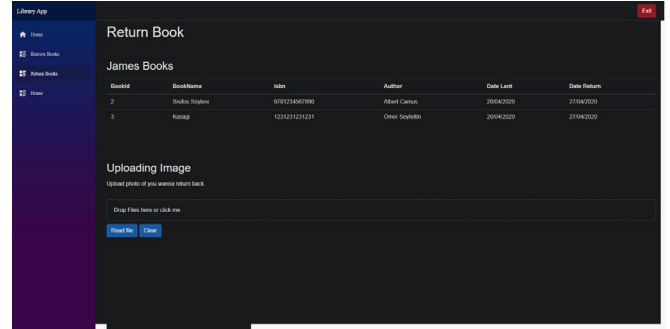 Library App
Exit
Home
Borrow Books
Return Books
Home
Return Book
James Books
BookId BookName Isbn Author Date Lent Date Return
2 Sisifos Söyleni 9781234567890 Albert Camus 20/04/2020 27/04/2020
3 Kasagi 1231231231231 Ömer Seyfettin 20/04/2020 27/04/2020
Uploading Image
Upload photo of you wanna return back.
Drop Files here or click me.
Read file Clear